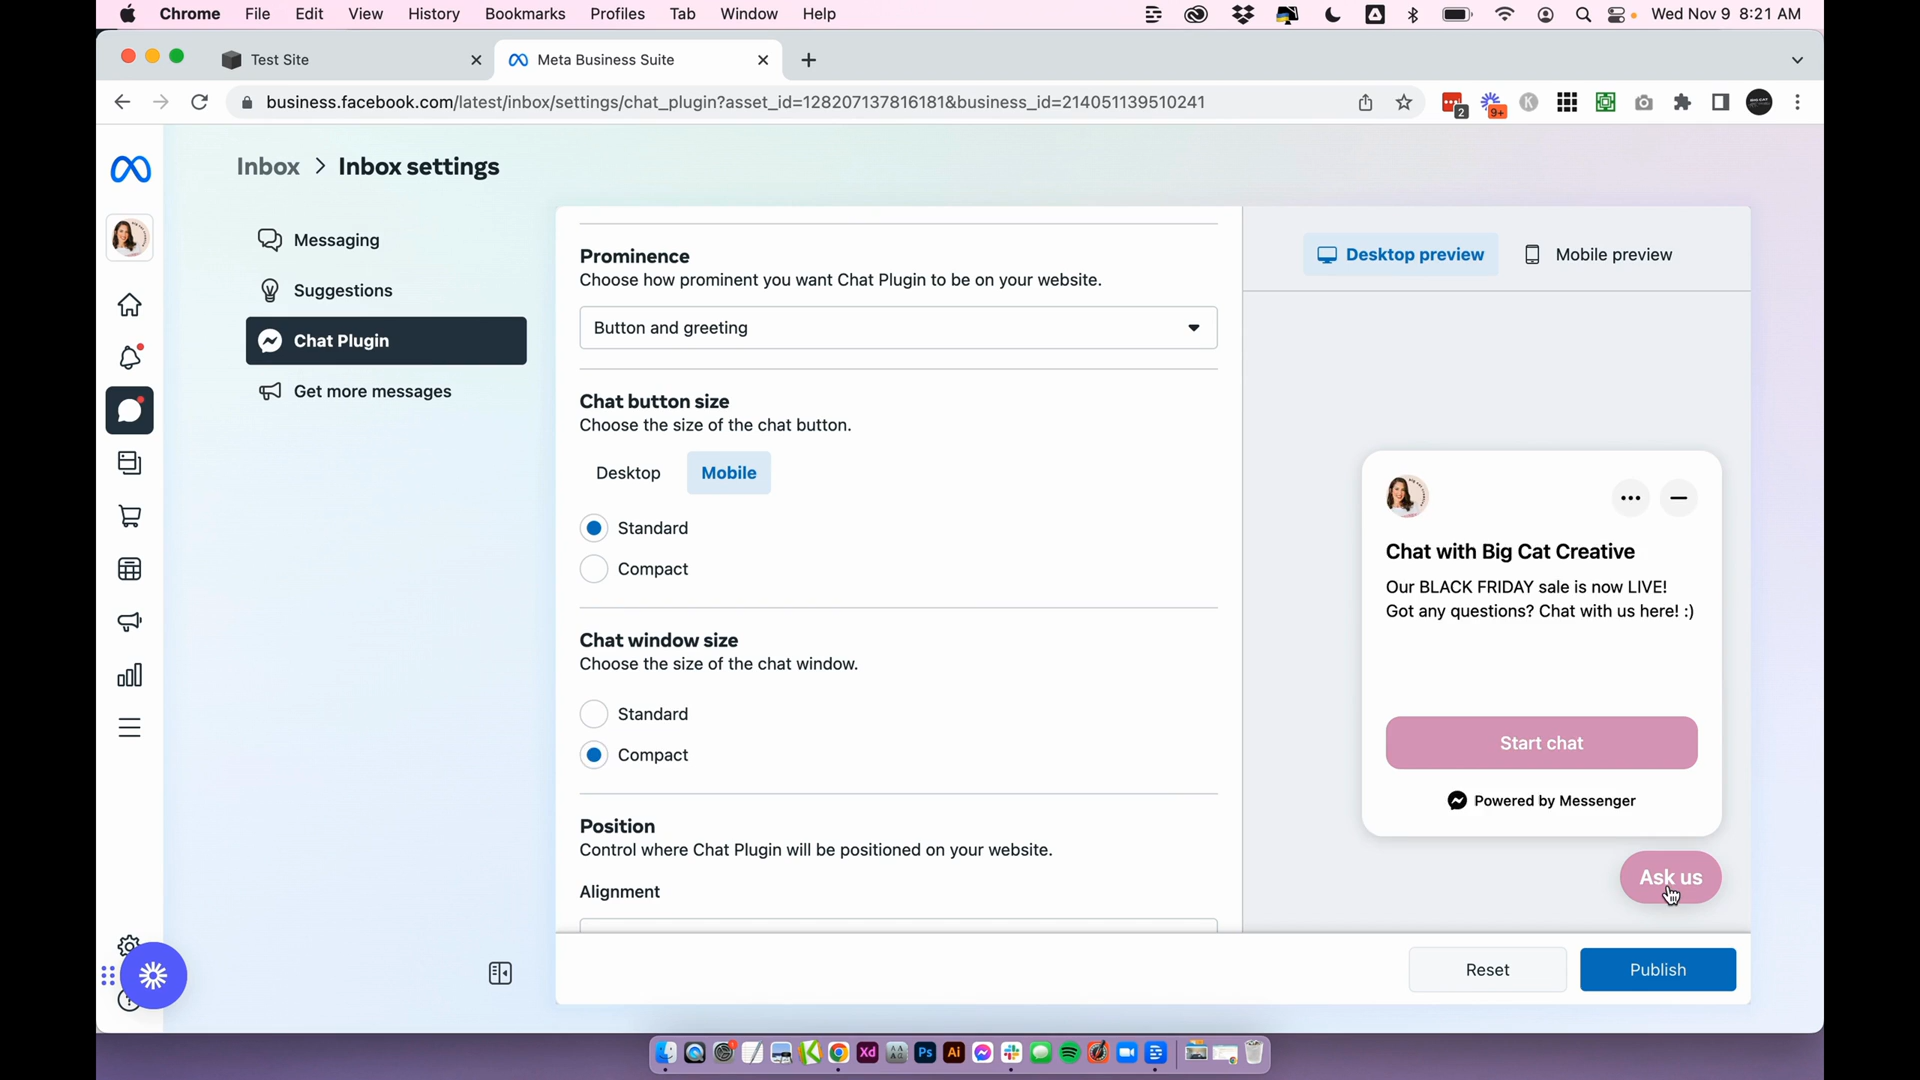 Chrome File Edit View History Bookmarks Profiles Tab Window Help Wed Nov 9 8:21 AM
Test Site
Meta Business Suite
business.facebook.com/latest/inbox/settings/chat_plugin?asset_id=128207137816181&business_id=214051139510241
2
9+
K
Inbox > Inbox settings
Messaging
Suggestions
Chat Plugin
Get more messages
Prominence
Choose how prominent you want Chat Plugin to be on your website.
Button and greeting
Chat button size
Choose the size of the chat button.
Desktop Mobile
Standard
Compact
Chat window size
Choose the size of the chat window.
Standard
Compact
Position
Control where Chat Plugin will be positioned on your website.
Alignment
Desktop preview Mobile preview
Chat with Big Cat Creative
Our BLACK FRIDAY sale is now LIVE!
Got any questions? Chat with us here! :)
Start chat
Powered by Messenger
Ask us
Reset Publish
Xd Ps Ai